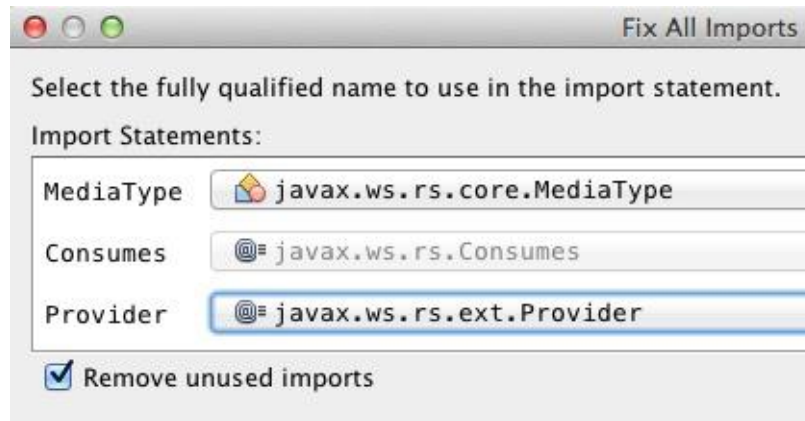 Fix All Imports
Select the fully qualified name to use in the import statement.
Import Statements:
MediaType javax.ws.rs.core.MediaType
Consumes javax.ws.rs.Consumes
Provider javax.ws.rs.ext.Provider
Remove unused imports